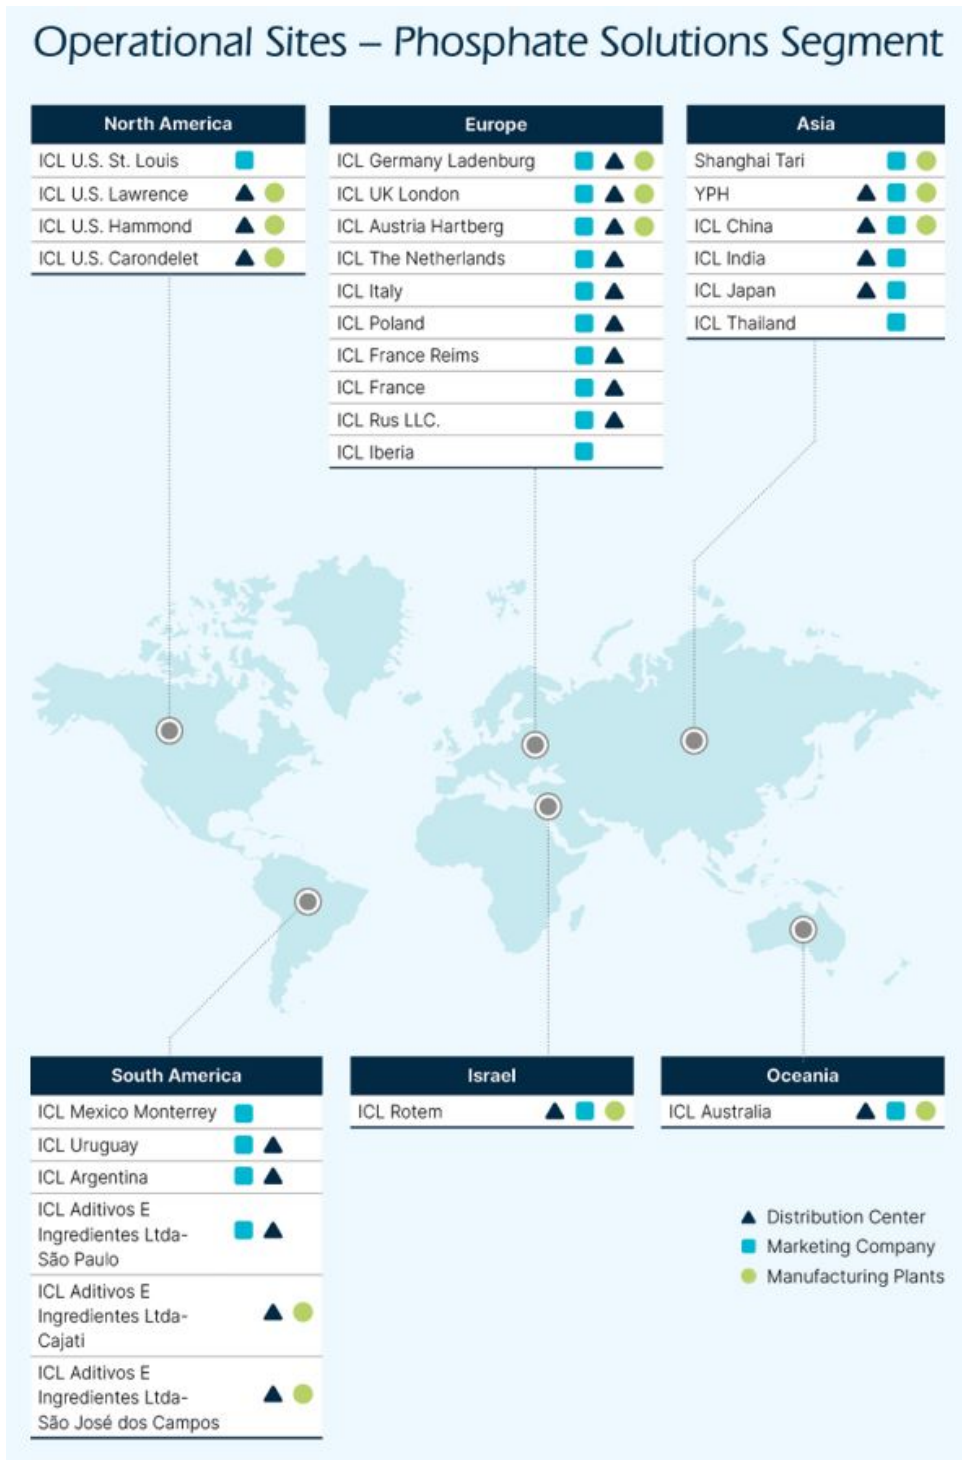 Operational Sites – Phosphate Solutions Segment
North America
ICL U.S. St. Louis
ICL U.S. Lawrence
ICL U.S. Hammond
ICL U.S. Carondelet
Europe
ICL Germany Ladenburg
ICL UK London
ICL Austria Hartberg
ICL The Netherlands
ICL Italy
ICL Poland
ICL France Reims
ICL France
ICL Rus LLC.
ICL Iberia
Asia
Shanghai Tari
YPH
ICL China
ICL India
ICL Japan
ICL Thailand
South America
ICL Mexico Monterrey
ICL Uruguay
ICL Argentina
ICL Aditivos E
Ingredientes Ltda-
São Paulo
ICL Aditivos E
Ingredientes Ltda-
Cajati
ICL Aditivos E
Ingredientes Ltda-
São José dos Campos
Israel
ICL Rotem
Oceania
ICL Australia
Distribution Center
Marketing Company
Manufacturing Plants